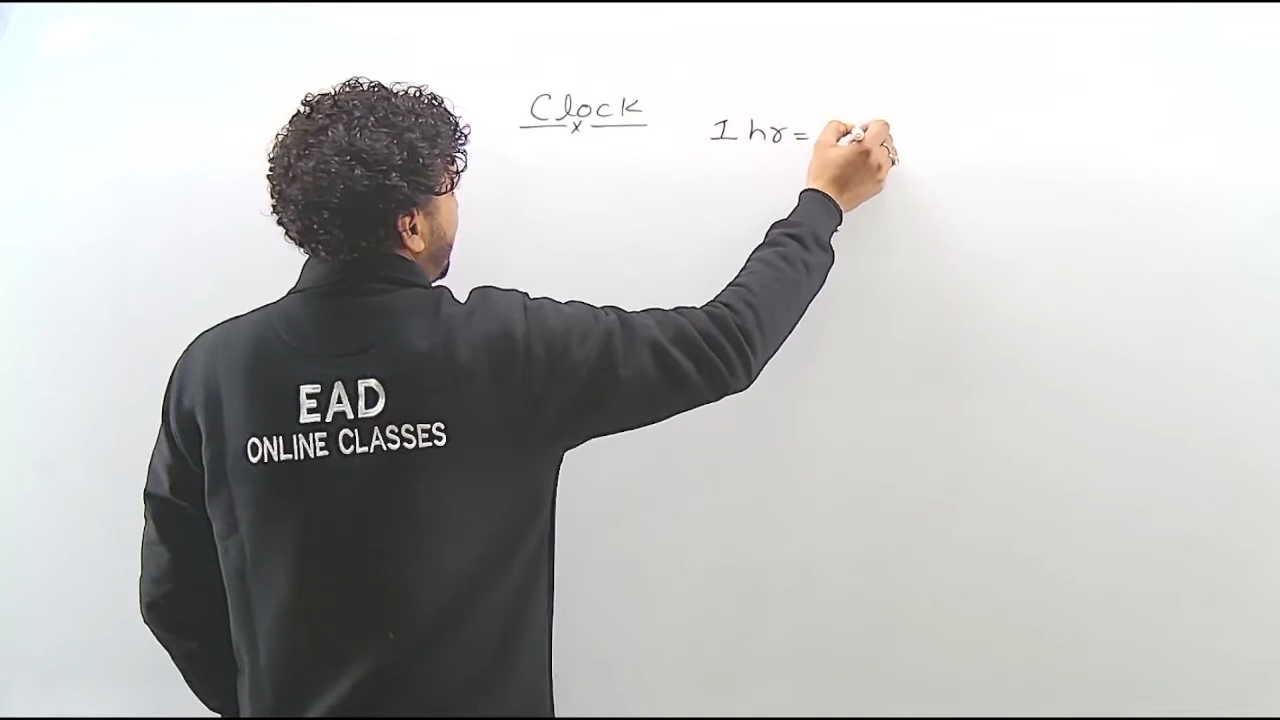 Clock
1 hr =
EAD
ONLINE CLASSES